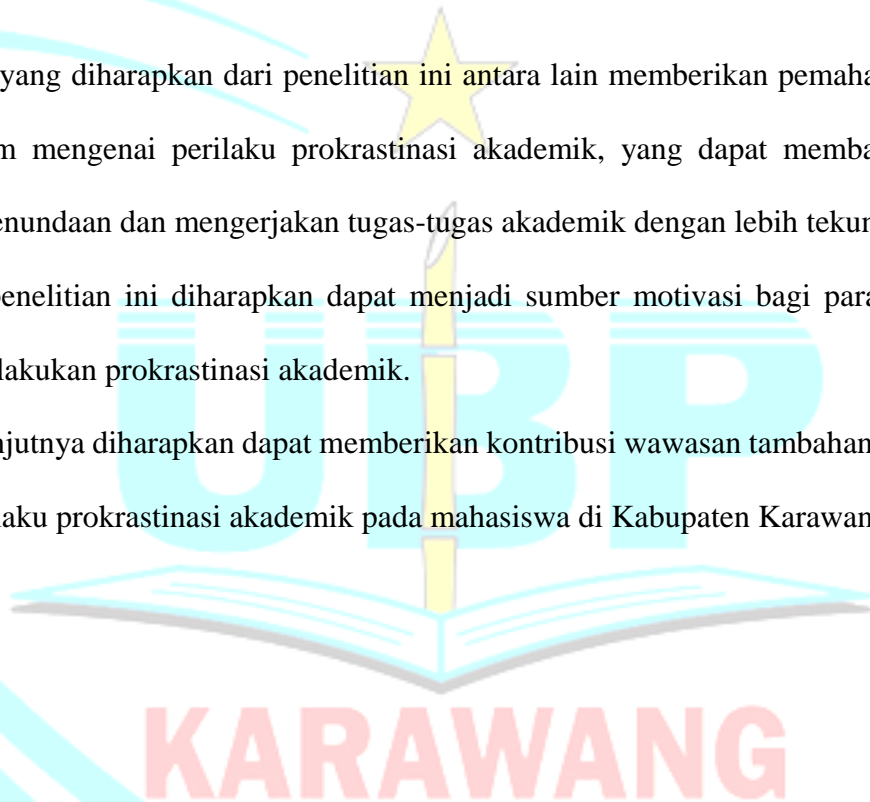 yang diharapkan dari penelitian ini antara lain memberikan pemaha
m mengenai perilaku prokrastinasi akademik, yang dapat memba
enundaan dan mengerjakan tugas-tugas akademik dengan lebih tekun
penelitian ini diharapkan dapat menjadi sumber motivasi bagi para
lakukan prokrastinasi akademik.
njutnya diharapkan dapat memberikan kontribusi wawasan tambahan
laku prokrastinasi akademik pada mahasiswa di Kabupaten Karawan
UBP
KARAWANG